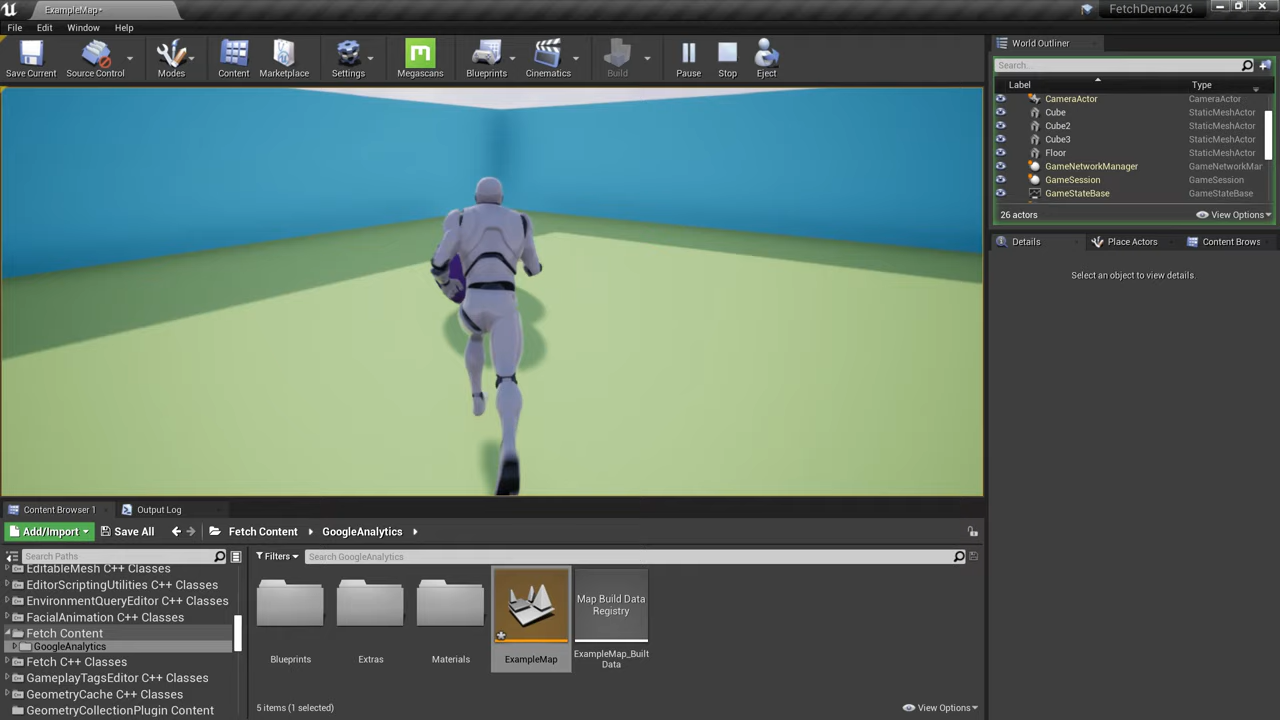 ExampleMap•
FetchDemo426
File Edit Window Help
Save Current Source Control Modes Content Marketplace Settings Megascans Blueprints Cinematics Build Pause Stop Eject
World Outliner
Search...
Label Type
CameraActor CameraActor
Cube StaticMeshActor
Cube2 StaticMeshActor
Cube3 StaticMeshActor
Floor StaticMeshActor
GameNetworkManager GameNetworkMar
GameSession GameSession
GameStateBase GameStateBase
26 actors View Options
Details Place Actors Content Brows
Select an object to view details.
Content Browser 1 Output Log
Add/Import Save All Fetch Content GoogleAnalytics
Search Paths Filters Search GoogleAnalytics
EditableMesh C++ Classes
EditorScriptingUtilities C++ Classes
EnvironmentQueryEditor C++ Classes
FacialAnimation C++ Classes
Fetch Content
GoogleAnalytics
Fetch C++ Classes
GameplayTagsEditor C++ Classes
GeometryCache C++ Classes
GeometryCollectionPlugin Content
Map Build Data
Registry
Blueprints Extras Materials ExampleMap ExampleMap_Built
Data
5 items (1 selected) View Options